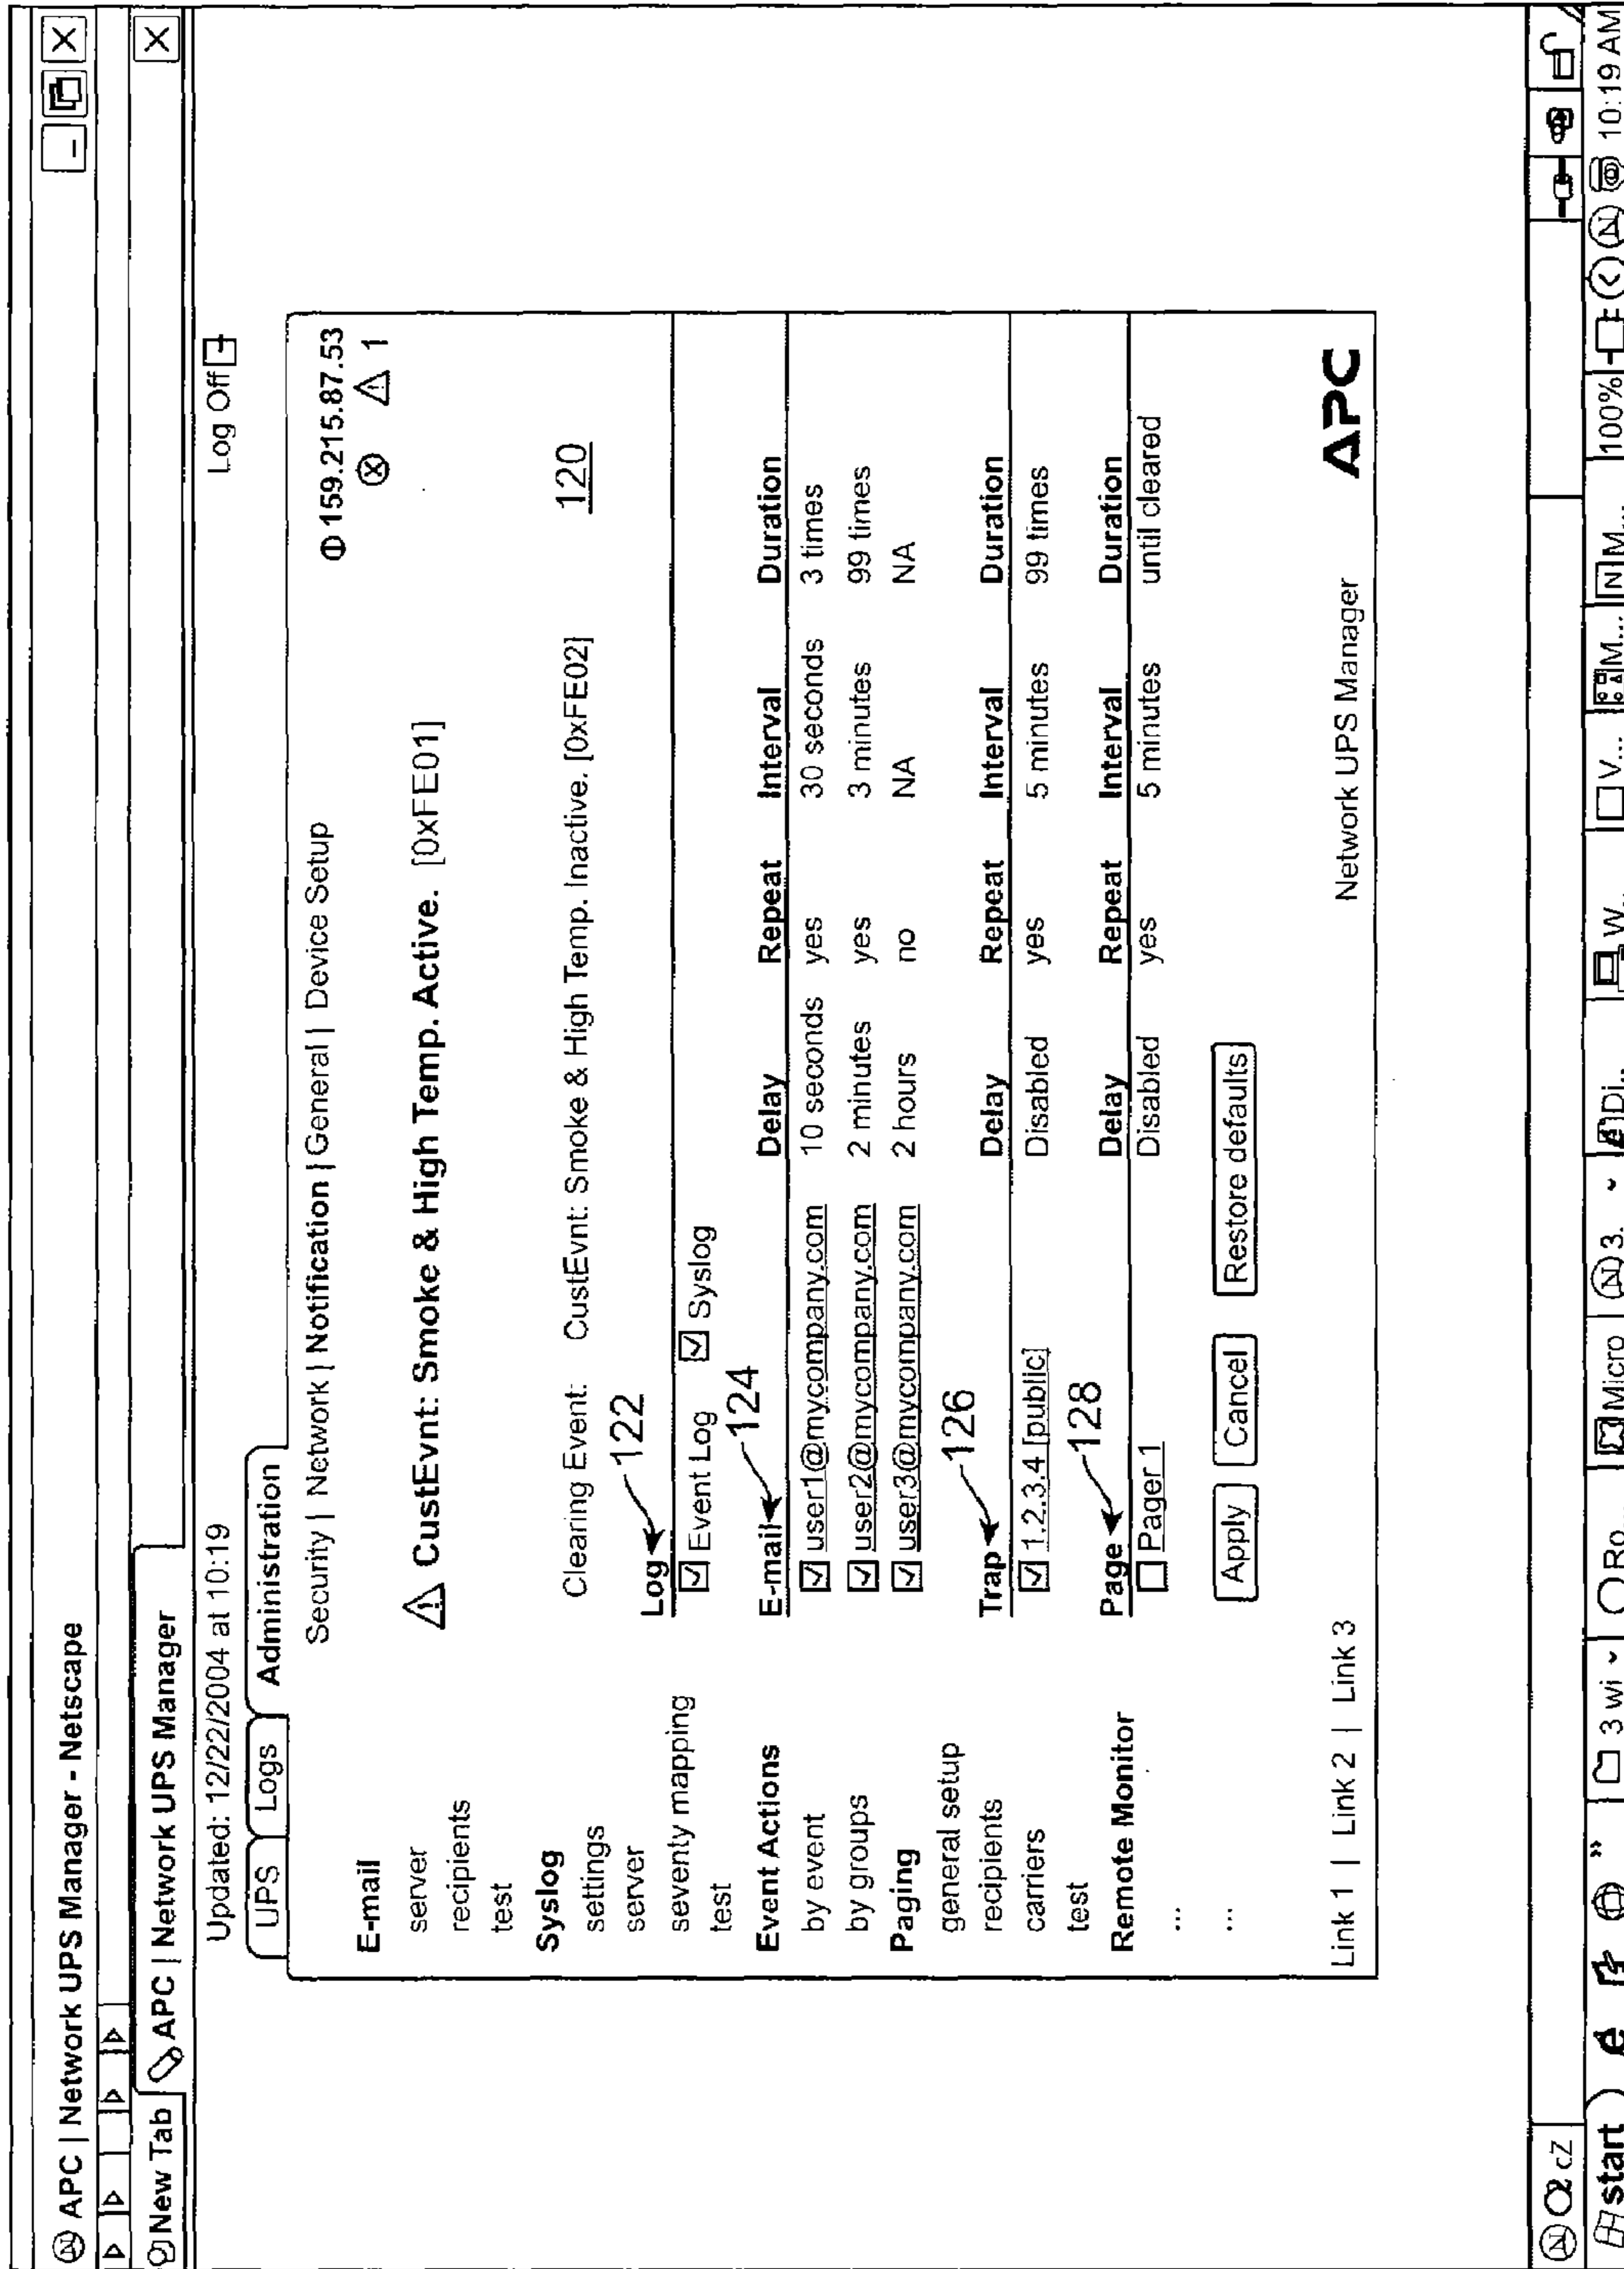 APC | Network UPS Manager - Netscape
New Tab APC | Network UPS Manager
Updated: 12/22/2004 at 10:19 Log Off
UPS Logs Administration
Security | Network | Notification | General | Device Setup 159.215.87.53
1
E-mail
server
recipients
test
Syslog
settings
server
seventy mapping
test
Event Actions
by event
by groups
Paging
general setup
recipients
carriers
test
Remote Monitor
...
...
CustEvnt: Smoke & High Temp. Active. [0xFE01]
120
Clearing Event: CustEvnt: Smoke & High Temp. Inactive. [0xFE02]
Log 122
Event Log Syslog
124
E-mail Delay Repeat Interval Duration
user1@mycompany.com 10 seconds yes 30 seconds 3 times
user2@mycompany.com 2 minutes yes 3 minutes 99 times
user3@mycompany.com 2 hours no NA NA
126
Trap Delay Repeat Interval Duration
1.2.3.4 [public] Disabled yes 5 minutes 99 times
128
Page Delay Repeat Interval Duration
Pager 1 Disabled yes 5 minutes until cleared
Apply Cancel Restore defaults
Link 1 | Link 2 | Link 3 Network UPS Manager APC
cZ
start e » 3 wi Ro... Micro 3. Di.. W... V... M... N M... 100% 10:19 AM